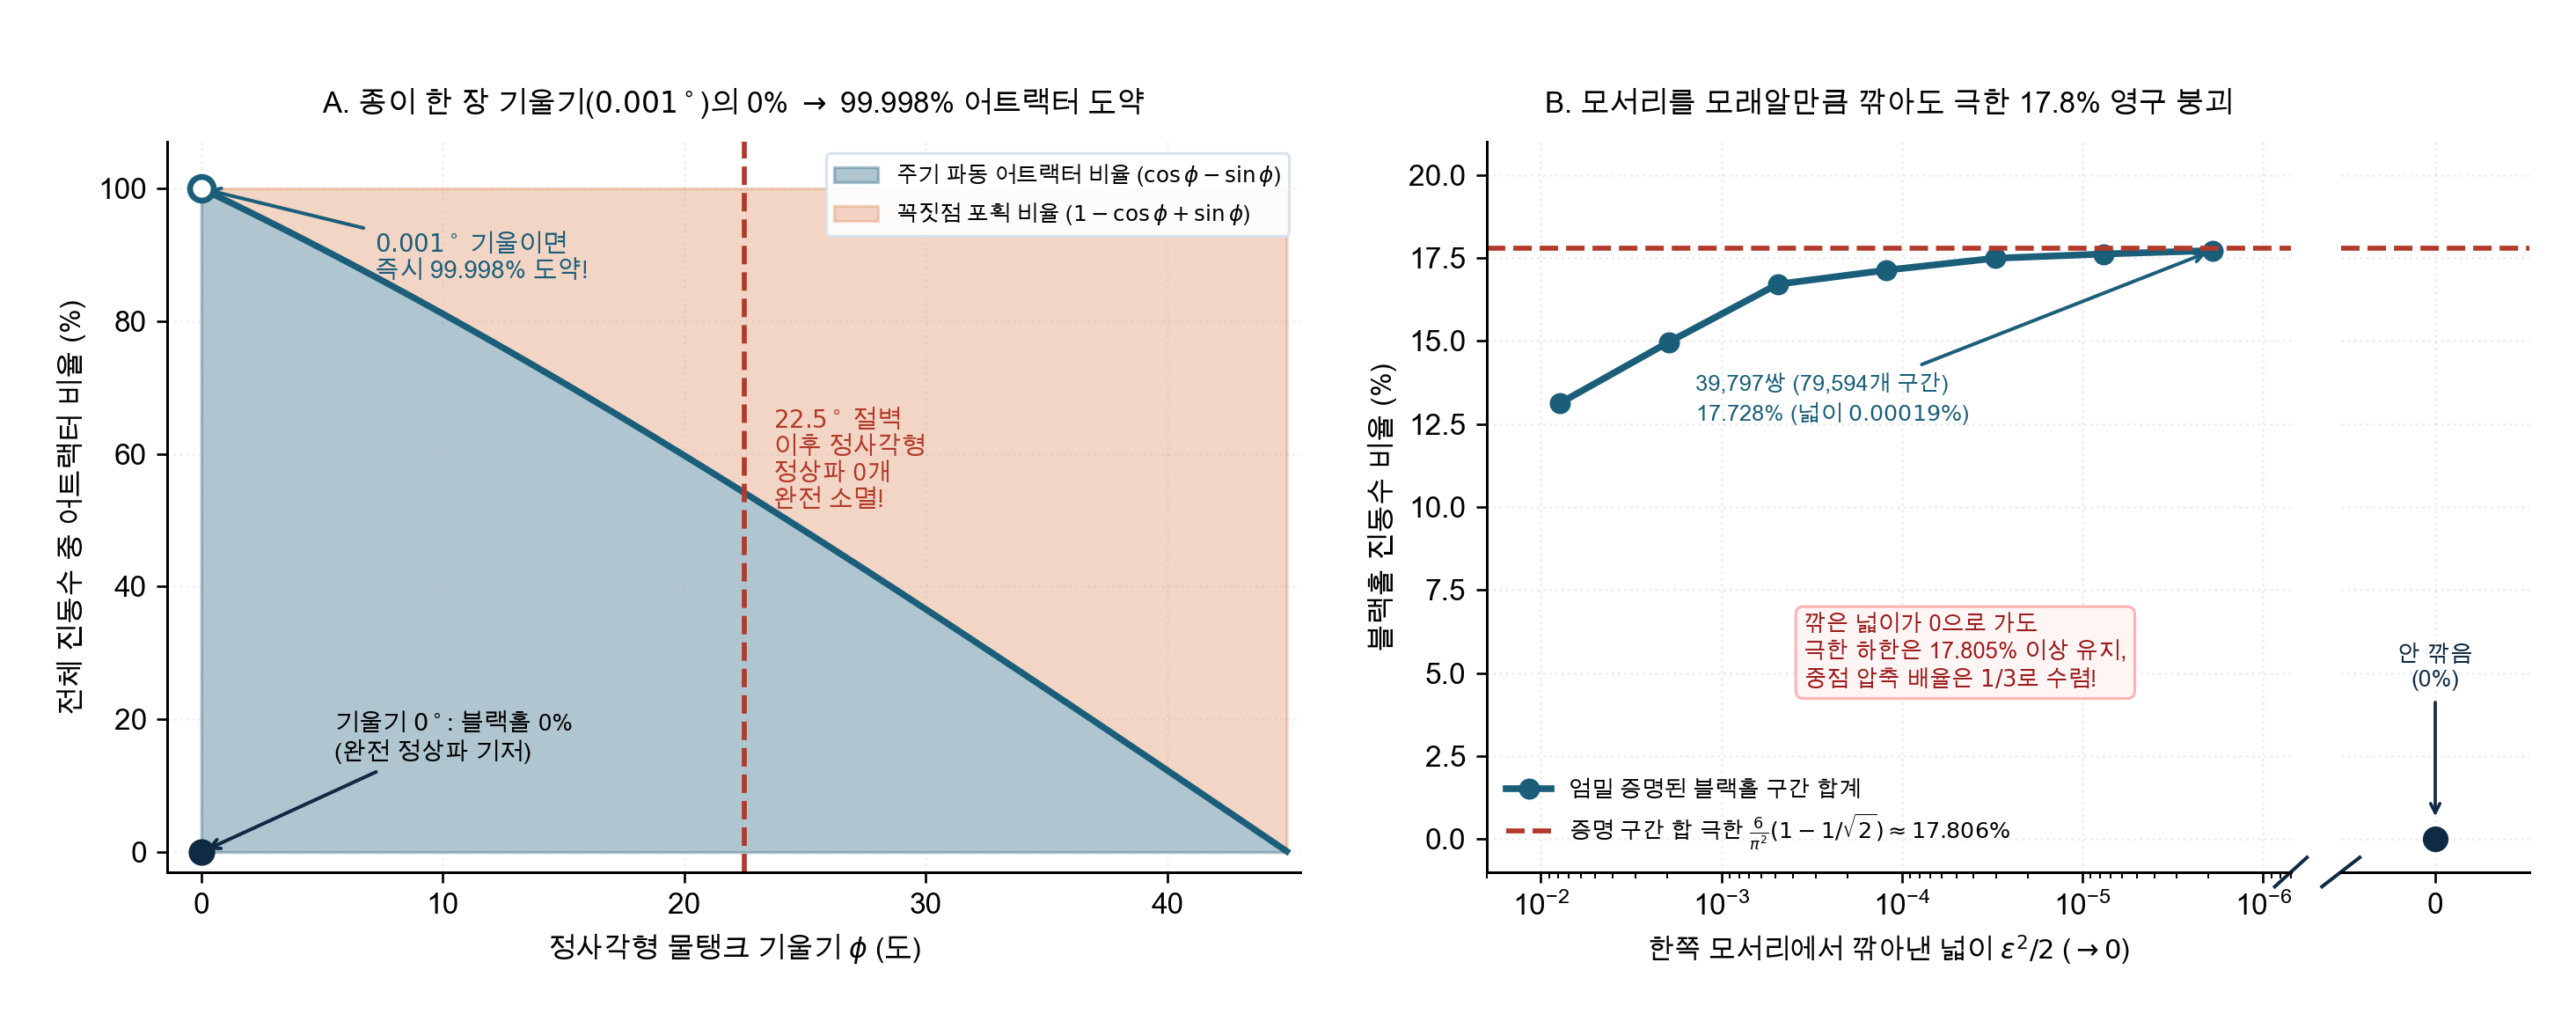 A. 종이 한 장 기울기(0.001°)의 0% → 99.998% 어트랙터 도약
전체 진동수 중 어트랙터 비율 (%)
100
80
60
40
20
0
주기 파동 어트랙터 비율 (cos ϕ − sin ϕ)
꼭짓점 포획 비율 (1 − cos ϕ + sin ϕ)
0.001° 기울이면
즉시 99.998% 도약!
22.5° 절벽
이후 정사각형
정상파 0개
완전 소멸!
기울기 0°: 블랙홀 0%
(완전 정상파 기저)
0 10 20 30 40
정사각형 물탱크 기울기 ϕ (도)
B. 모서리를 모래알만큼 깎아도 극한 17.8% 영구 붕괴
블랙홀 진동수 비율 (%)
20.0
17.5
15.0
12.5
10.0
7.5
5.0
2.5
0.0
39,797쌍 (79,594개 구간)
17.728% (넓이 0.00019%)
깎은 넓이가 0으로 가도
극한 하한은 17.805% 이상 유지,
중점 압축 배율은 1/3로 수렴!
안 깎음
(0%)
엄밀 증명된 블랙홀 구간 합계
증명 구간 합 극한 6/π² (1 − 1/√2) ≈ 17.806%
10⁻² 10⁻³ 10⁻⁴ 10⁻⁵ 10⁻⁶ 0
한쪽 모서리에서 깎아낸 넓이 ε²/2 (→ 0)